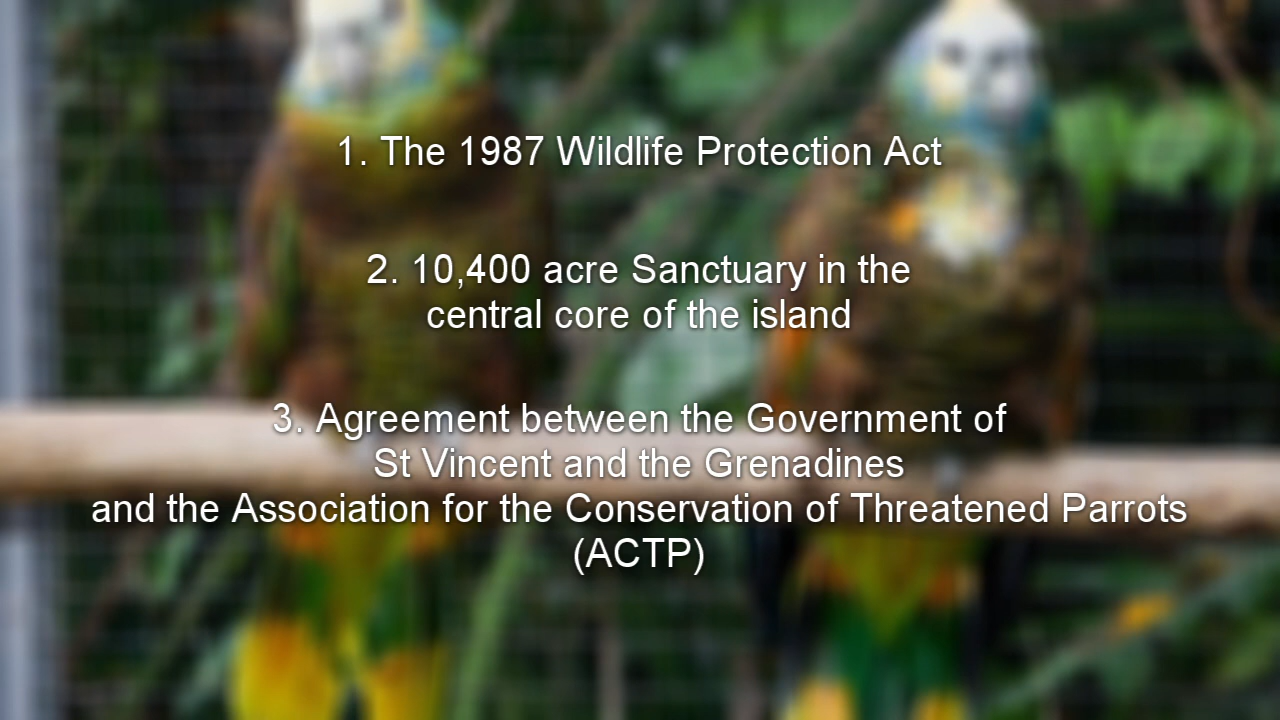 1. The 1987 Wildlife Protection Act
2. 10,400 acre Sanctuary in the
central core of the island
3. Agreement between the Government of
St Vincent and the Grenadines
and the Association for the Conservation of Threatened Parrots
(ACTP)